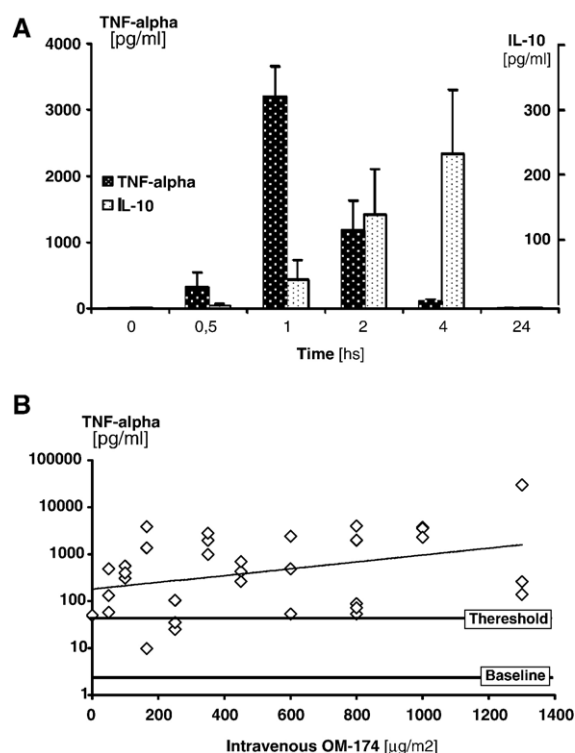 A
TNF-alpha
[pg/ml]
IL-10
[pg/ml]
4000
3000
2000
1000
0
300
200
100
TNF-alpha
IL-10
0 0,5 1 2 4 24
Time [hs]
B
TNF-alpha
[pg/ml]
100000
10000
1000
100
10
1
Thereshold
Baseline
0 200 400 600 800 1000 1200 1400
Intravenous OM-174 [µg/m2]